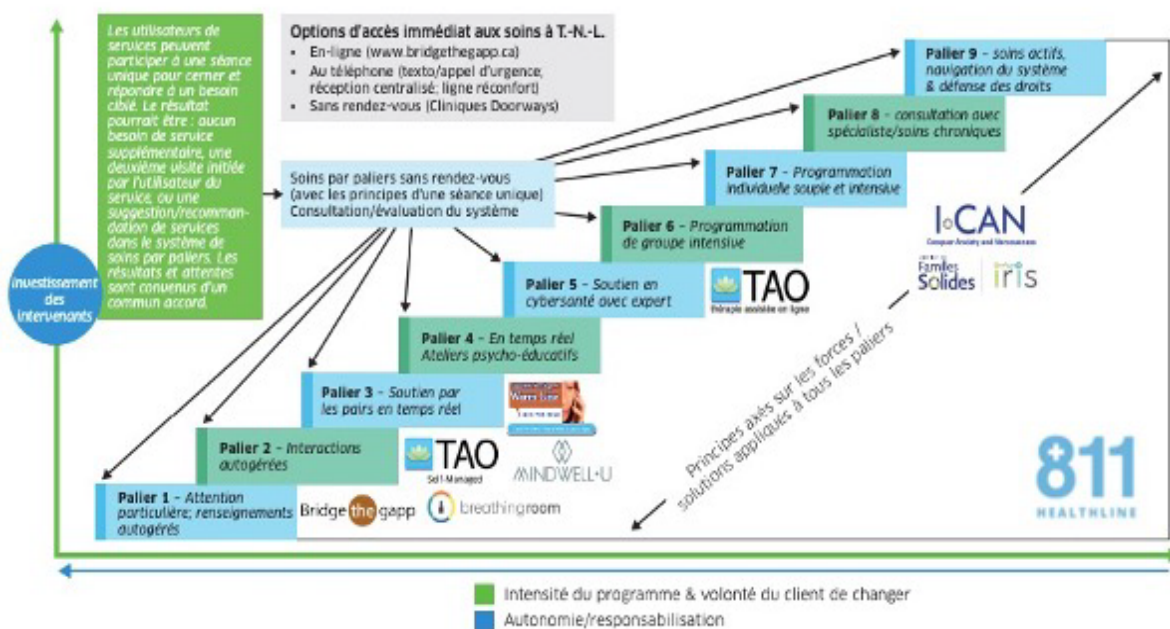 Les utilisateurs de
services peuvent
participer à une séance
unique pour cerner et
répondre à un besoin
ciblé. Le résultat
pourrait être : aucun
besoin de service
supplémentaire, une
deuxième visite initiée
par l'utilisateur du
service, ou une
suggestion/recomman-
dation de services
dans le système de
soins par paliers. Les
résultats et attentes
sont convenus d'un
commun accord.
Options d'accès immédiat aux soins à T.-N.-L.
• En-ligne (www.bridgethegapp.ca)
• Au téléphone (texto/appel d'urgence;
réception centralisé; ligne réconfort)
• Sans rendez-vous (Cliniques Doorways)
Soins par paliers sans rendez-vous
(avec les principes d'une séance unique)
Consultation/évaluation du système
Investissement
des
intervenants
Palier 9 – soins actifs,
navigation du système
& défense des droits
Palier 8 – consultation avec
spécialiste/soins chroniques
Palier 7 – Programmation
individuelle souple et intensive
Palier 6 – Programmation
de groupe intensive
I·CAN
Conquer Anxiety and Nervousness
Familles
Solides
iris
Palier 5 – Soutien en
cybersanté avec expert
TAO
thérapie assistée en ligne
Palier 4 – En temps réel
Ateliers psycho-éducatifs
Palier 3 – Soutien par
les pairs en temps réel
Warm Line
Palier 2 – Interactions
autogérées
TAO
Self-Managed
MINDWELL-U
Palier 1 – Attention
particulière; renseignements
autogérés
Bridge the gapp
breathingroom
Principes axés sur les forces /
solutions appliqués à tous les paliers
811
HEALTHLINE
Intensité du programme & volonté du client de changer
Autonomie/responsabilisation